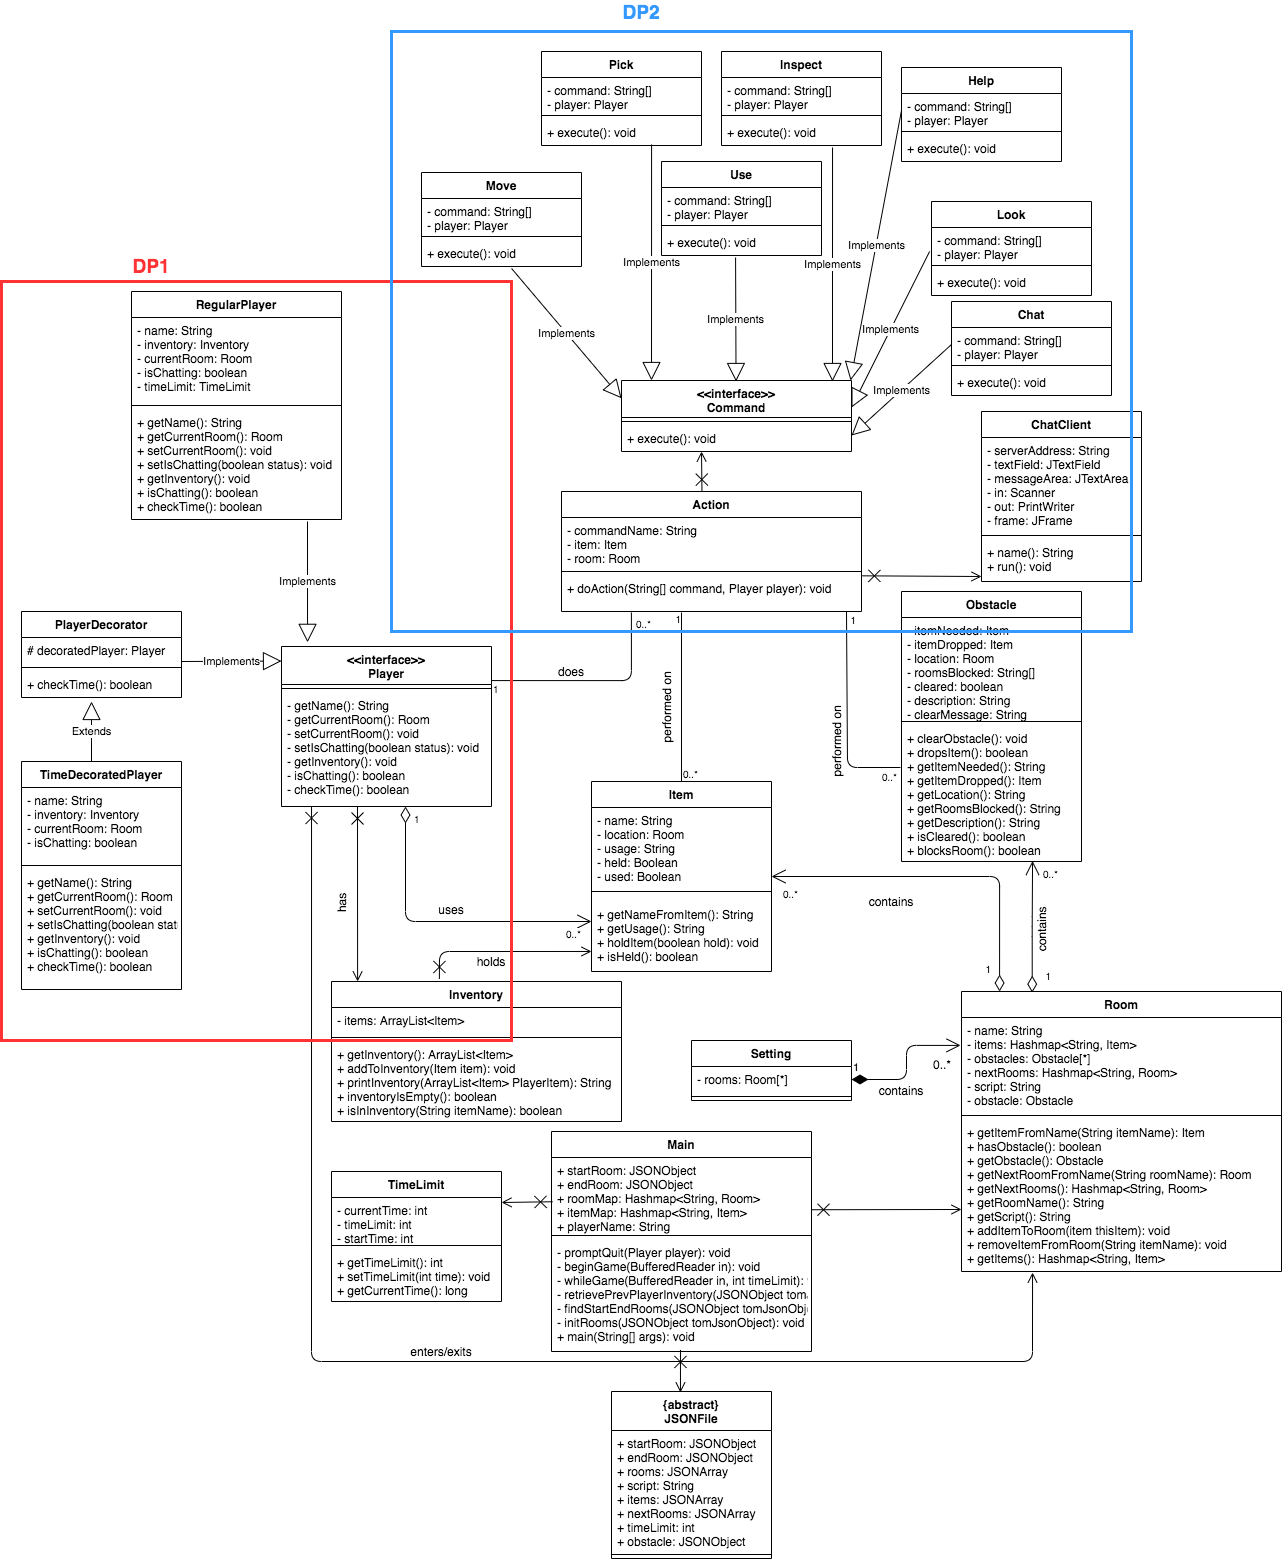 DP2
Pick
- command: String[]
- player: Player
+ execute(): void
Inspect
- command: String[]
- player: Player
+ execute(): void
Help
- command: String[]
- player: Player
+ execute(): void
Move
- command: String[]
- player: Player
+ execute(): void
Use
- command: String[]
- player: Player
+ execute(): void
Look
- command: String[]
- player: Player
+ execute(): void
Chat
- command: String[]
- player: Player
+ execute(): void
Implements
Implements
Implements
Implements
Implements
Implements
Implements
<<interface>>
Command
+ execute(): void
ChatClient
- serverAddress: String
- textField: JTextField
- messageArea: JTextArea
- in: Scanner
- out: PrintWriter
- frame: JFrame
+ name(): String
+ run(): void
Action
- commandName: String
- item: Item
- room: Room
+ doAction(String[] command, Player player): void
DP1
RegularPlayer
- name: String
- inventory: Inventory
- currentRoom: Room
- isChatting: boolean
- timeLimit: TimeLimit
+ getName(): String
+ getCurrentRoom(): Room
+ setCurrentRoom(): void
+ setIsChatting(boolean status): void
+ getInventory(): void
+ isChatting(): boolean
+ checkTime(): boolean
Implements
PlayerDecorator
# decoratedPlayer: Player
+ checkTime(): boolean
Implements
Extends
TimeDecoratedPlayer
- name: String
- inventory: Inventory
- currentRoom: Room
- isChatting: boolean
+ getName(): String
+ getCurrentRoom(): Room
+ setCurrentRoom(): void
+ setIsChatting(boolean stat
+ getInventory(): void
+ isChatting(): boolean
+ checkTime(): boolean
<<interface>>
Player
- getName(): String
- getCurrentRoom(): Room
- setCurrentRoom(): void
- setIsChatting(boolean status): void
- getInventory(): void
- isChatting(): boolean
- checkTime(): boolean
1
does
0..*
1
performed on
0..*
1
performed on
0..*
Obstacle
- itemNeeded: Item
- itemDropped: Item
- location: Room
- roomsBlocked: String[]
- cleared: boolean
- description: String
- clearMessage: String
+ clearObstacle(): void
+ dropsItem(): boolean
+ getItemNeeded(): String
+ getItemDropped(): Item
+ getLocation(): String
+ getRoomsBlocked(): String
+ getDescription(): String
+ isCleared(): boolean
+ blocksRoom(): boolean
Item
- name: String
- location: Room
- usage: String
- held: Boolean
- used: Boolean
+ getNameFromItem(): String
+ getUsage(): String
+ holdItem(boolean hold): void
+ isHeld(): boolean
1
uses
0..*
has
holds
0..*
contains
1
0..*
contains
1
Inventory
- items: ArrayList<Item>
+ getInventory(): ArrayList<Item>
+ addToInventory(Item item): void
+ printInventory(ArrayList<Item> PlayerItem): String
+ inventoryIsEmpty(): boolean
+ isInInventory(String itemName): boolean
Setting
- rooms: Room[*]
1
contains
0..*
Room
- name: String
- items: Hashmap<String, Item>
- obstacles: Obstacle[*]
- nextRooms: Hashmap<String, Room>
- script: String
- obstacle: Obstacle
+ getItemFromName(String itemName): Item
+ hasObstacle(): boolean
+ getObstacle(): Obstacle
+ getNextRoomFromName(String roomName): Room
+ getNextRooms(): Hashmap<String, Room>
+ getRoomName(): String
+ getScript(): String
+ addItemToRoom(item thisItem): void
+ removeItemFromRoom(String itemName): void
+ getItems(): Hashmap<String, Item>
TimeLimit
- currentTime: int
- timeLimit: int
- startTime: int
+ getTimeLimit(): int
+ setTimeLimit(int time): void
+ getCurrentTime(): long
Main
+ startRoom: JSONObject
+ endRoom: JSONObject
+ roomMap: Hashmap<String, Room>
+ itemMap: Hashmap<String, Item>
+ playerName: String
- promptQuit(Player player): void
- beginGame(BufferedReader in): void
- whileGame(BufferedReader in, int timeLimit):
- retrievePrevPlayerInventory(JSONObject tom
- findStartEndRooms(JSONObject tomJsonObj
- initRooms(JSONObject tomJsonObject): void
+ main(String[] args): void
enters/exits
{abstract}
JSONFile
+ startRoom: JSONObject
+ endRoom: JSONObject
+ rooms: JSONArray
+ script: String
+ items: JSONArray
+ nextRooms: JSONArray
+ timeLimit: int
+ obstacle: JSONObject